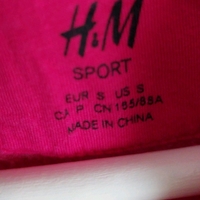 H&M
SPORT
EUR S US S
CA P CN 165/88A
MADE IN CHINA